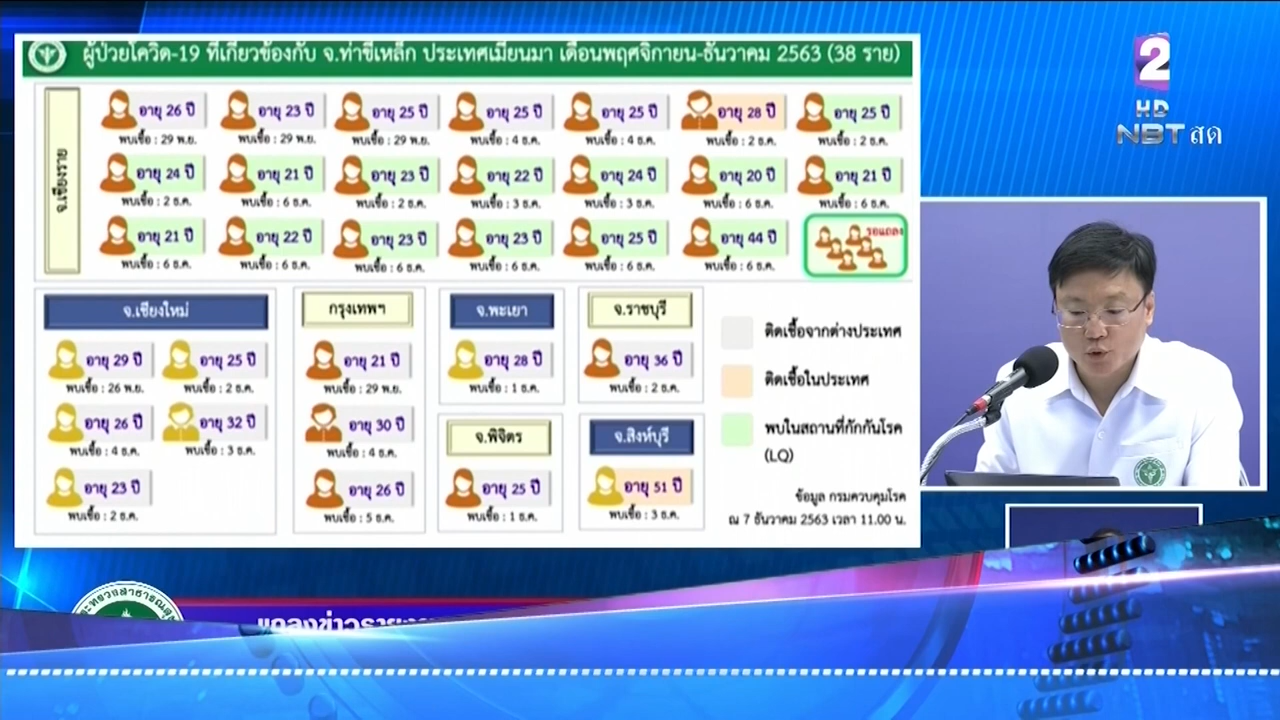 ผู้ป่วยโควิด-19 ที่เกี่ยวข้องกับ จ.ท่าขี้เหล็ก ประเทศเมียนมา เดือนพฤศจิกายน-ธันวาคม 2563 (38 ราย)
2
HD
NBT สด
จ.เชียงราย
อายุ 26 ปี อายุ 23 ปี อายุ 25 ปี อายุ 25 ปี อายุ 25 ปี อายุ 28 ปี อายุ 25 ปี
พบเชื้อ : 29 พ.ย. พบเชื้อ : 29 พ.ย. พบเชื้อ : 29 พ.ย. พบเชื้อ : 4 ธ.ค. พบเชื้อ : 4 ธ.ค. พบเชื้อ : 2 ธ.ค. พบเชื้อ : 2 ธ.ค.
อายุ 24 ปี อายุ 21 ปี อายุ 23 ปี อายุ 22 ปี อายุ 24 ปี อายุ 20 ปี อายุ 21 ปี
พบเชื้อ : 2 ธ.ค. พบเชื้อ : 6 ธ.ค. พบเชื้อ : 2 ธ.ค. พบเชื้อ : 3 ธ.ค. พบเชื้อ : 3 ธ.ค. พบเชื้อ : 6 ธ.ค. พบเชื้อ : 6 ธ.ค.
อายุ 21 ปี อายุ 22 ปี อายุ 23 ปี อายุ 23 ปี อายุ 25 ปี อายุ 44 ปี รอแถลง
พบเชื้อ : 6 ธ.ค. พบเชื้อ : 6 ธ.ค. พบเชื้อ : 6 ธ.ค. พบเชื้อ : 6 ธ.ค. พบเชื้อ : 6 ธ.ค. พบเชื้อ : 6 ธ.ค.
จ.เชียงใหม่
อายุ 29 ปี อายุ 25 ปี
พบเชื้อ : 26 พ.ย. พบเชื้อ : 2 ธ.ค.
อายุ 26 ปี อายุ 32 ปี
พบเชื้อ : 4 ธ.ค. พบเชื้อ : 3 ธ.ค.
อายุ 23 ปี
พบเชื้อ : 2 ธ.ค.
กรุงเทพฯ
อายุ 21 ปี
พบเชื้อ : 29 พ.ย.
อายุ 30 ปี
พบเชื้อ : 4 ธ.ค.
อายุ 26 ปี
พบเชื้อ : 5 ธ.ค.
จ.พะเยา
อายุ 28 ปี
พบเชื้อ : 1 ธ.ค.
จ.พิจิตร
อายุ 25 ปี
พบเชื้อ : 1 ธ.ค.
จ.ราชบุรี
อายุ 36 ปี
พบเชื้อ : 2 ธ.ค.
จ.สิงห์บุรี
อายุ 51 ปี
พบเชื้อ : 3 ธ.ค.
ติดเชื้อจากต่างประเทศ
ติดเชื้อในประเทศ
พบในสถานที่กักกันโรค
(LQ)
ข้อมูล กรมควบคุมโรค
ณ 7 ธันวาคม 2563 เวลา 11.00 น.